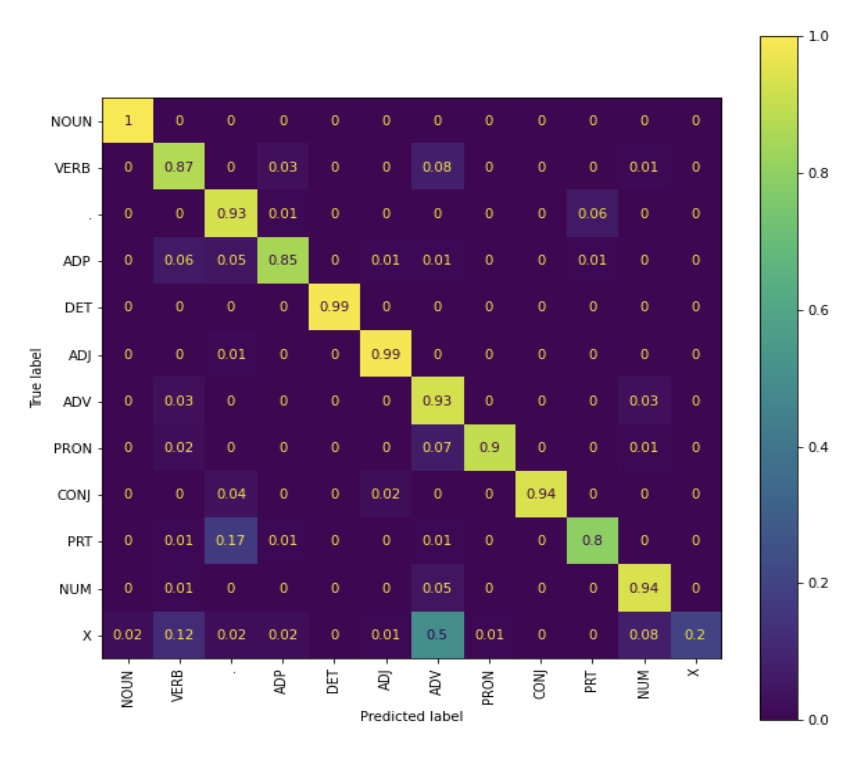 1.0
NOUN 1 0 0 0 0 0 0 0 0 0 0 0
VERB 0 0.87 0 0.03 0 0 0.08 0 0 0 0.01 0
0.8
. 0 0 0.93 0.01 0 0 0 0 0 0.06 0 0
ADP 0 0.06 0.05 0.85 0 0.01 0.01 0 0 0.01 0 0
DET 0 0 0 0 0.99 0 0 0 0 0 0 0
0.6
ADJ 0 0 0.01 0 0 0.99 0 0 0 0 0 0
True label
ADV 0 0.03 0 0 0 0 0.93 0 0 0 0.03 0
PRON 0 0.02 0 0 0 0 0.07 0.9 0 0 0.01 0
0.4
CONJ 0 0 0.04 0 0 0.02 0 0 0.94 0 0 0
PRT 0 0.01 0.17 0.01 0 0 0.01 0 0 0.8 0 0
0.2
NUM 0 0.01 0 0 0 0 0.05 0 0 0 0.94 0
X 0.02 0.12 0.02 0.02 0 0.01 0.5 0.01 0 0 0.08 0.2
NOUN VERB . ADP DET ADJ ADV PRON CONJ PRT NUM X
Predicted label
0.0